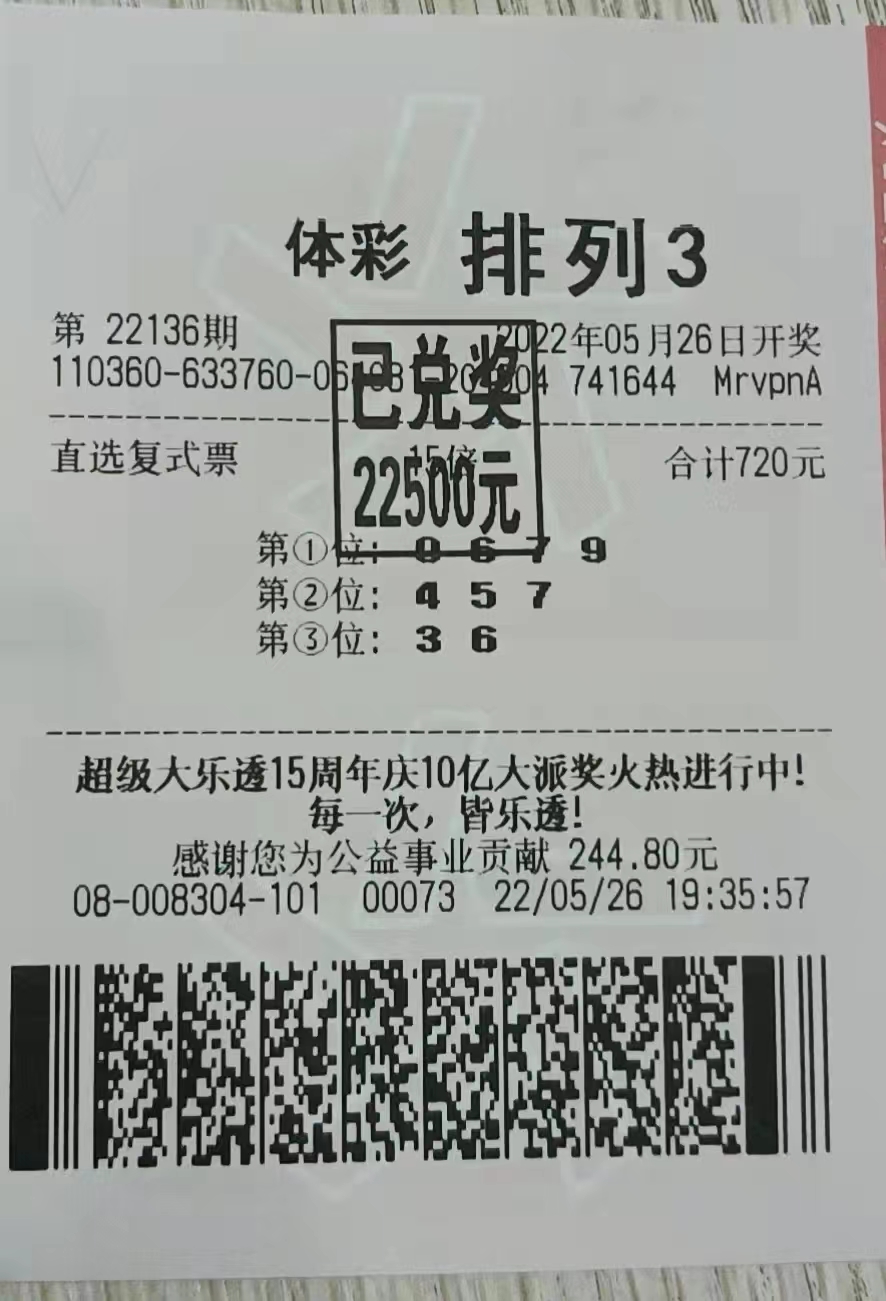 体彩 排列3
第 22136期 2022年05月26日开奖
110360-633760-06 741644 MrvpnA
已兑奖
直选复式票 15倍 合计720元
22500元
第①位: 0 6 7 9
第②位: 4 5 7
第③位: 3 6
超级大乐透15周年庆10亿大派奖火热进行中!
每一次，皆乐透!
感谢您为公益事业贡献 244.80元
08-008304-101 00073 22/05/26 19:35:57